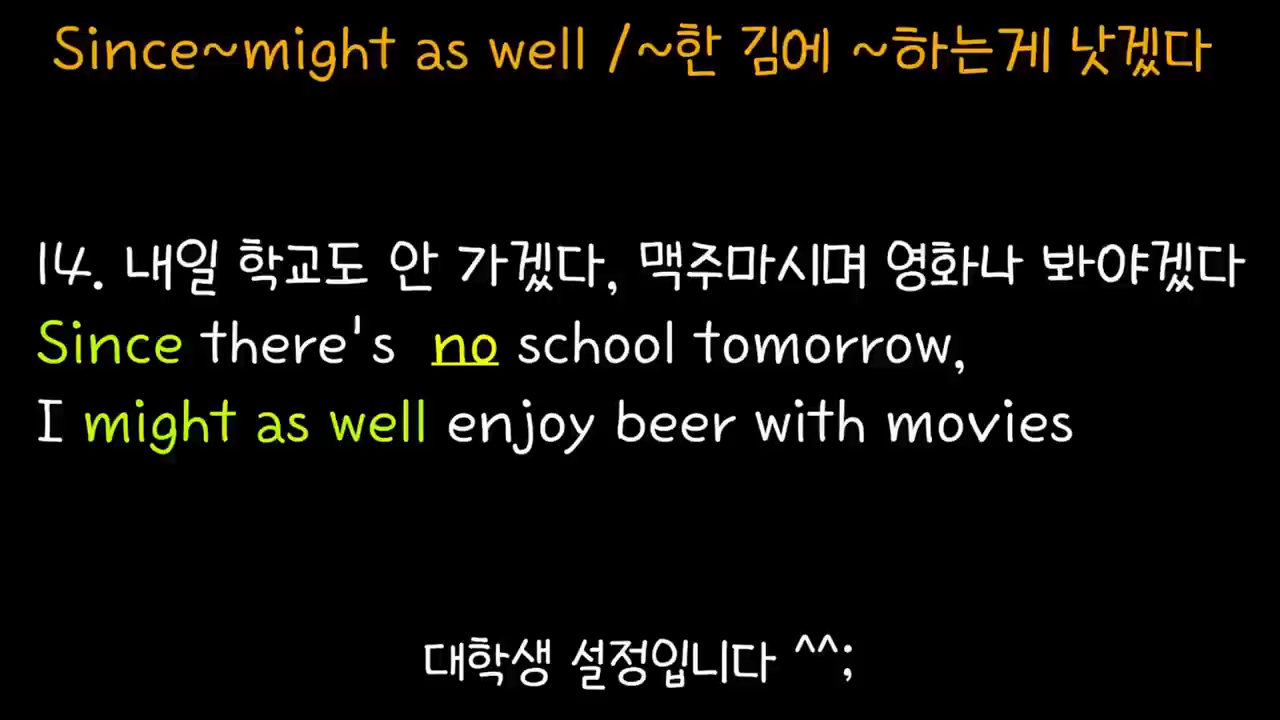 Since~might as well /~한 김에 ~하는게 낫겠다
14. 내일 학교도 안 가겠다, 맥주마시며 영화나 봐야겠다
Since there's no school tomorrow,
I might as well enjoy beer with movies
대학생 설정입니다 ^^;